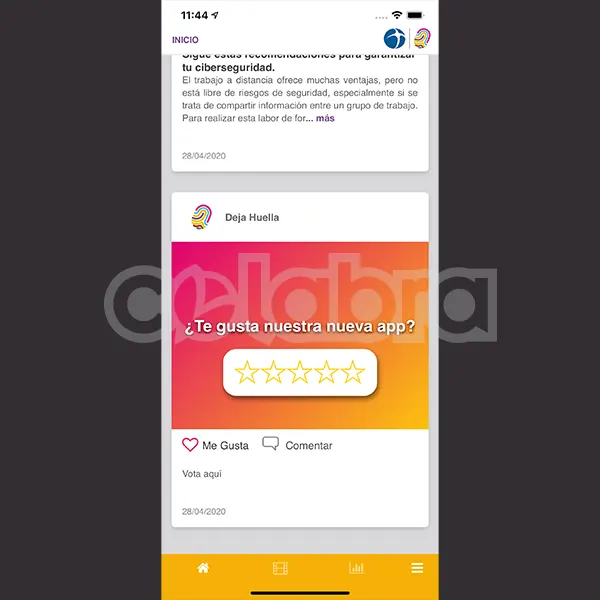 11:44
INICIO
Sigue estas recomendaciones para garantizar
tu ciberseguridad.
El trabajo a distancia ofrece muchas ventajas, pero no
está libre de riesgos de seguridad, especialmente si se
trata de compartir información entre un grupo de trabajo.
Para realizar esta labor de for... más
28/04/2020
Deja Huella
colabra
¿Te gusta nuestra nueva app?
Me Gusta
Comentar
Vota aquí
28/04/2020